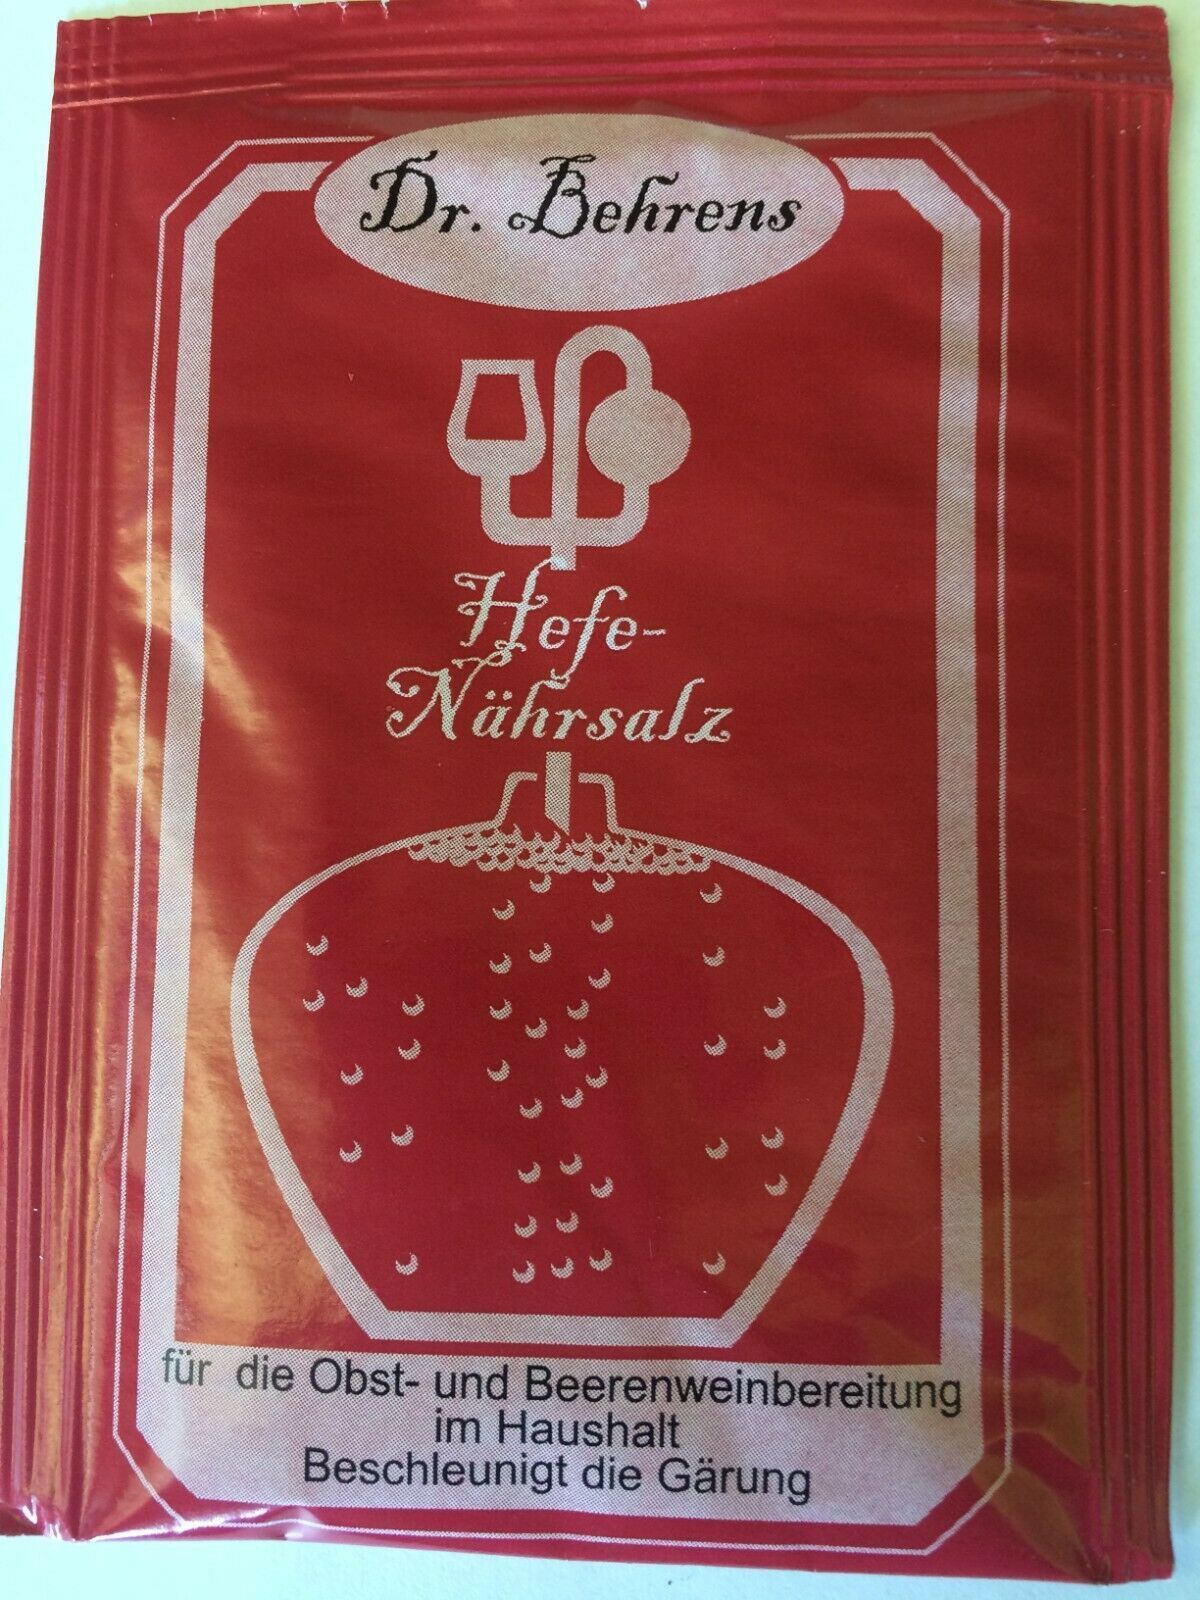 Dr. Behrens
Hefe-
Nährsalz
für die Obst- und Beerenweinbereitung
im Haushalt
Beschleunigt die Gärung